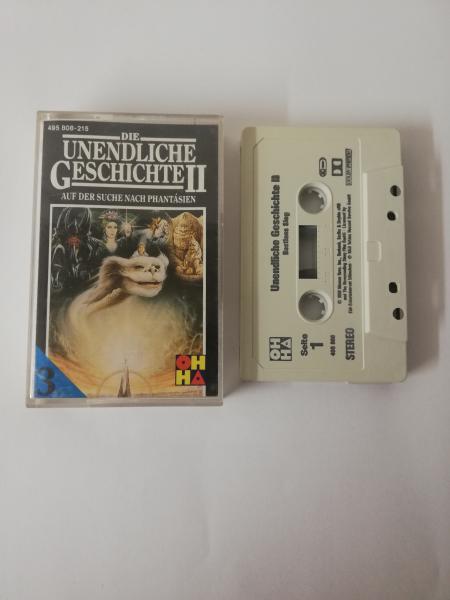 495 808-215
DIE
UNENDLICHE
GESCHICHTE II
AUF DER SUCHE NACH PHANTÁSIEN
3
OH
HA
Unendliche Geschichte II
Bastians Sieg
OH
HA
Seite
1
STEREO